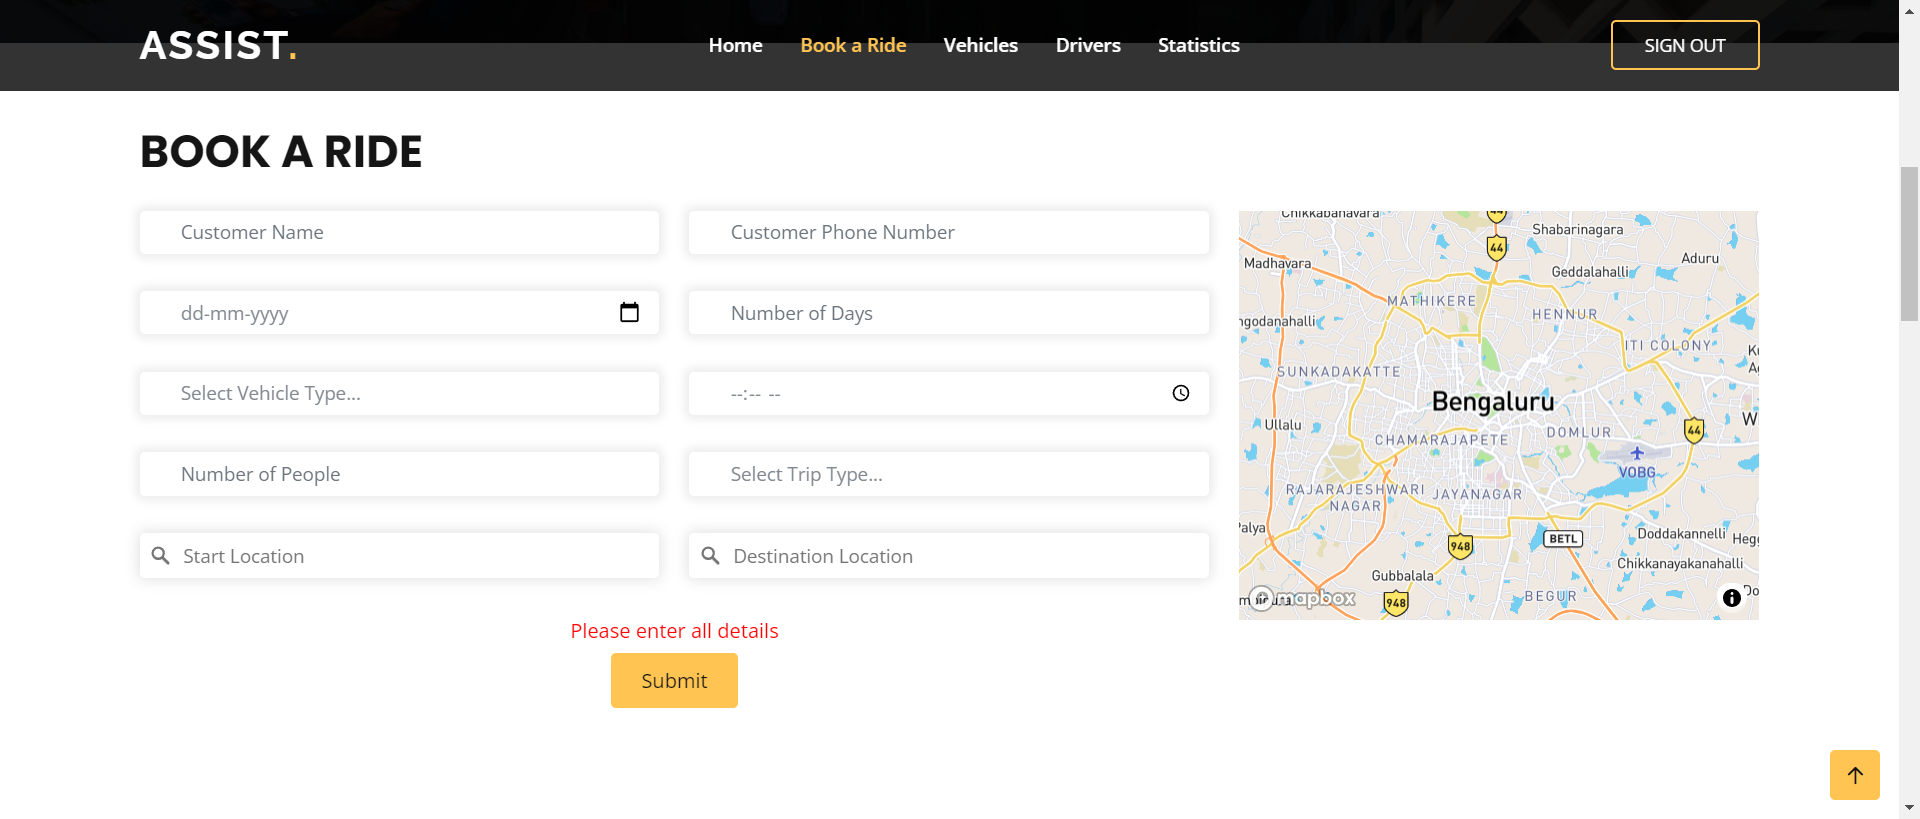 ASSIST.
Home
Book a Ride
Vehicles
Drivers
Statistics
SIGN OUT
BOOK A RIDE
Customer Name
Customer Phone Number
dd-mm-yyyy
Number of Days
Select Vehicle Type...
--:-- --
Number of People
Select Trip Type...
Start Location
Destination Location
Please enter all details
Submit
Chikkabanavara
44
Shabarinagara
44
Madhavara
Geddalahalli
Aduru
MATHIKERE
HENNUR
ngodanahalli
ITI COLONY
SUNKADAKATTE
Bengaluru
Ullalu
CHAMARAJAPETE
DOMLUR
44
W
VOBG
RAJARAJESHWARI
NAGAR
JAYANAGAR
Palya
948
BETL
Doddakannelli
Hegg
Chikkanayakanahalli
Gubbalala
948
BEGUR
mapbox